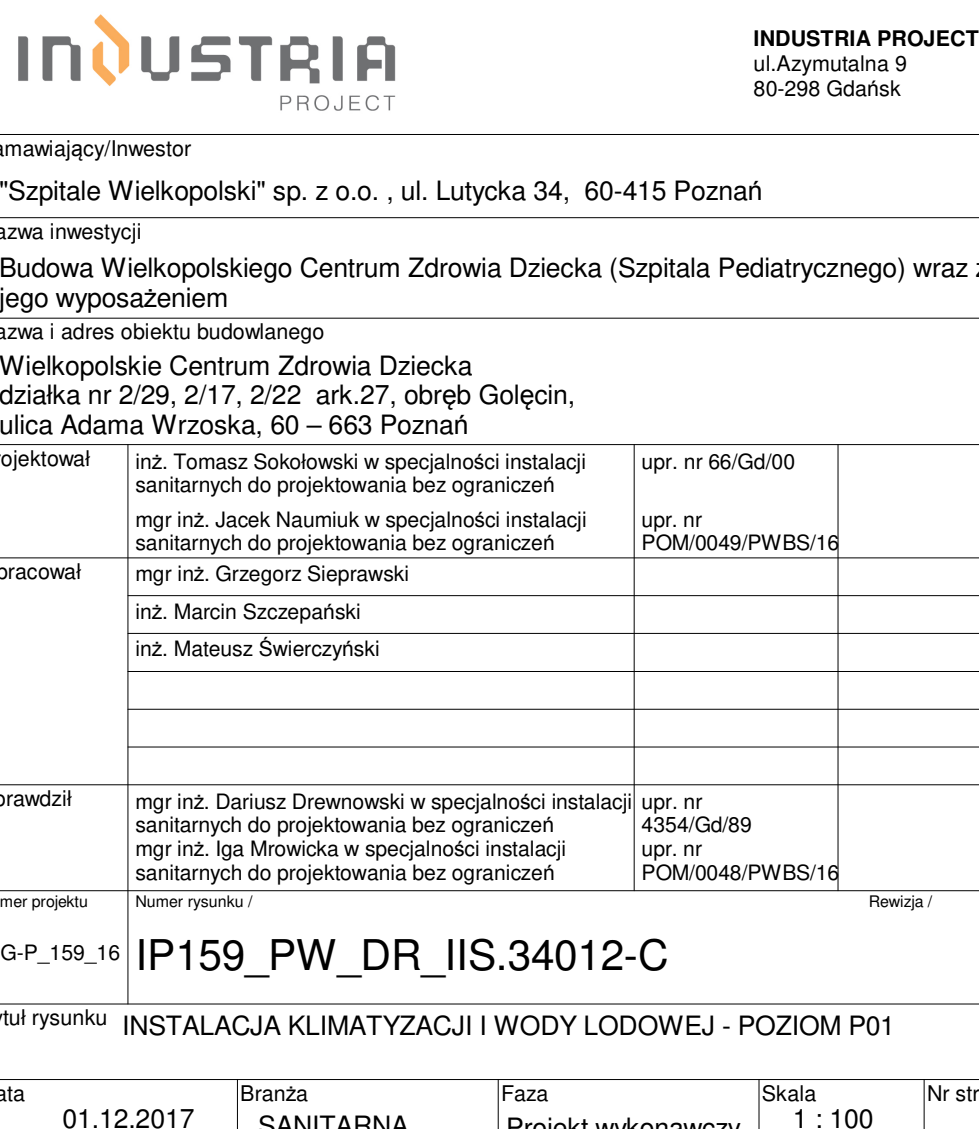 INDUSTRIA
PROJECT
INDUSTRIA PROJECT
ul.Azymutalna 9
80-298 Gdańsk
amawiający/Inwestor
"Szpitale Wielkopolski" sp. z o.o. , ul. Lutycka 34, 60-415 Poznań
azwa inwestycji
Budowa Wielkopolskiego Centrum Zdrowia Dziecka (Szpitala Pediatrycznego) wraz z
jego wyposażeniem
azwa i adres obiektu budowlanego
Wielkopolskie Centrum Zdrowia Dziecka
działka nr 2/29, 2/17, 2/22 ark.27, obręb Golęcin,
ulica Adama Wrzoska, 60 – 663 Poznań
ojektował
inż. Tomasz Sokołowski w specjalności instalacji
sanitarnych do projektowania bez ograniczeń
upr. nr 66/Gd/00
mgr inż. Jacek Naumiuk w specjalności instalacji
sanitarnych do projektowania bez ograniczeń
upr. nr
POM/0049/PWBS/16
pracował
mgr inż. Grzegorz Sieprawski
inż. Marcin Szczepański
inż. Mateusz Świerczyński
prawdził
mgr inż. Dariusz Drewnowski w specjalności instalacji
sanitarnych do projektowania bez ograniczeń
upr. nr
4354/Gd/89
mgr inż. Iga Mrowicka w specjalności instalacji
sanitarnych do projektowania bez ograniczeń
upr. nr
POM/0048/PWBS/16
mer projektu
G-P_159_16
Numer rysunku /
Rewizja /
IP159_PW_DR_IIS.34012-C
tuł rysunku
INSTALACJA KLIMATYZACJI I WODY LODOWEJ - POZIOM P01
ata
01.12.2017
Branża
SANITARNA
Faza
Projekt wykonawczy
Skala
1 : 100
Nr str